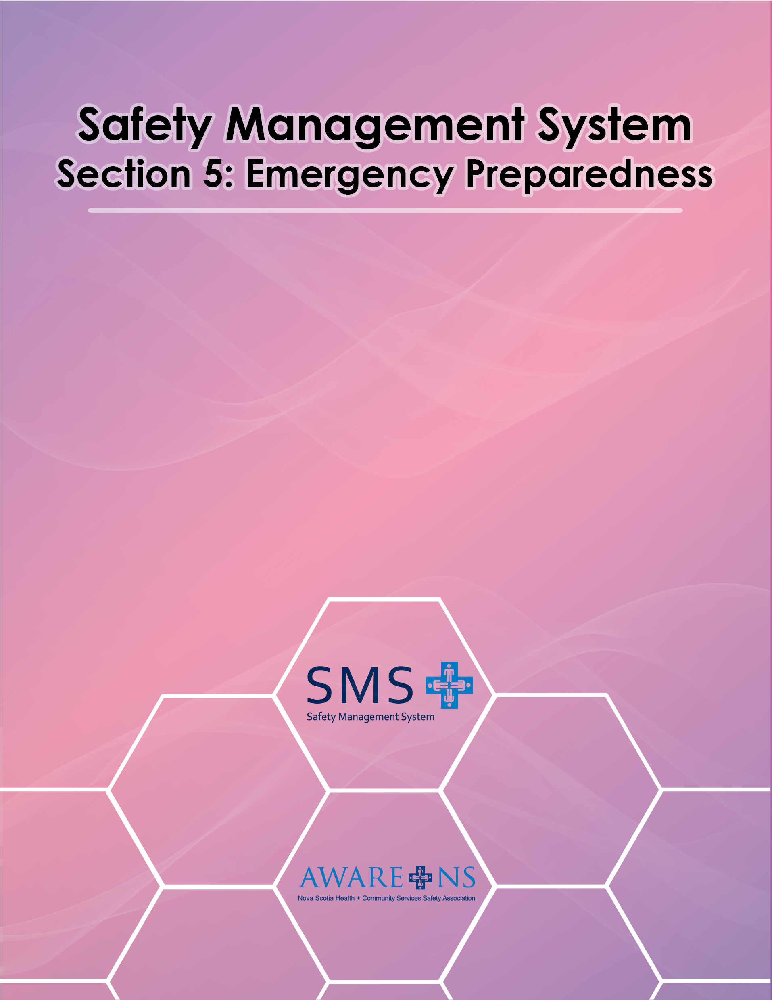 Safety Management System
Section 5: Emergency Preparedness
SMS
Safety Management System
AWARE NS
Nova Scotia Health + Community Services Safety Association